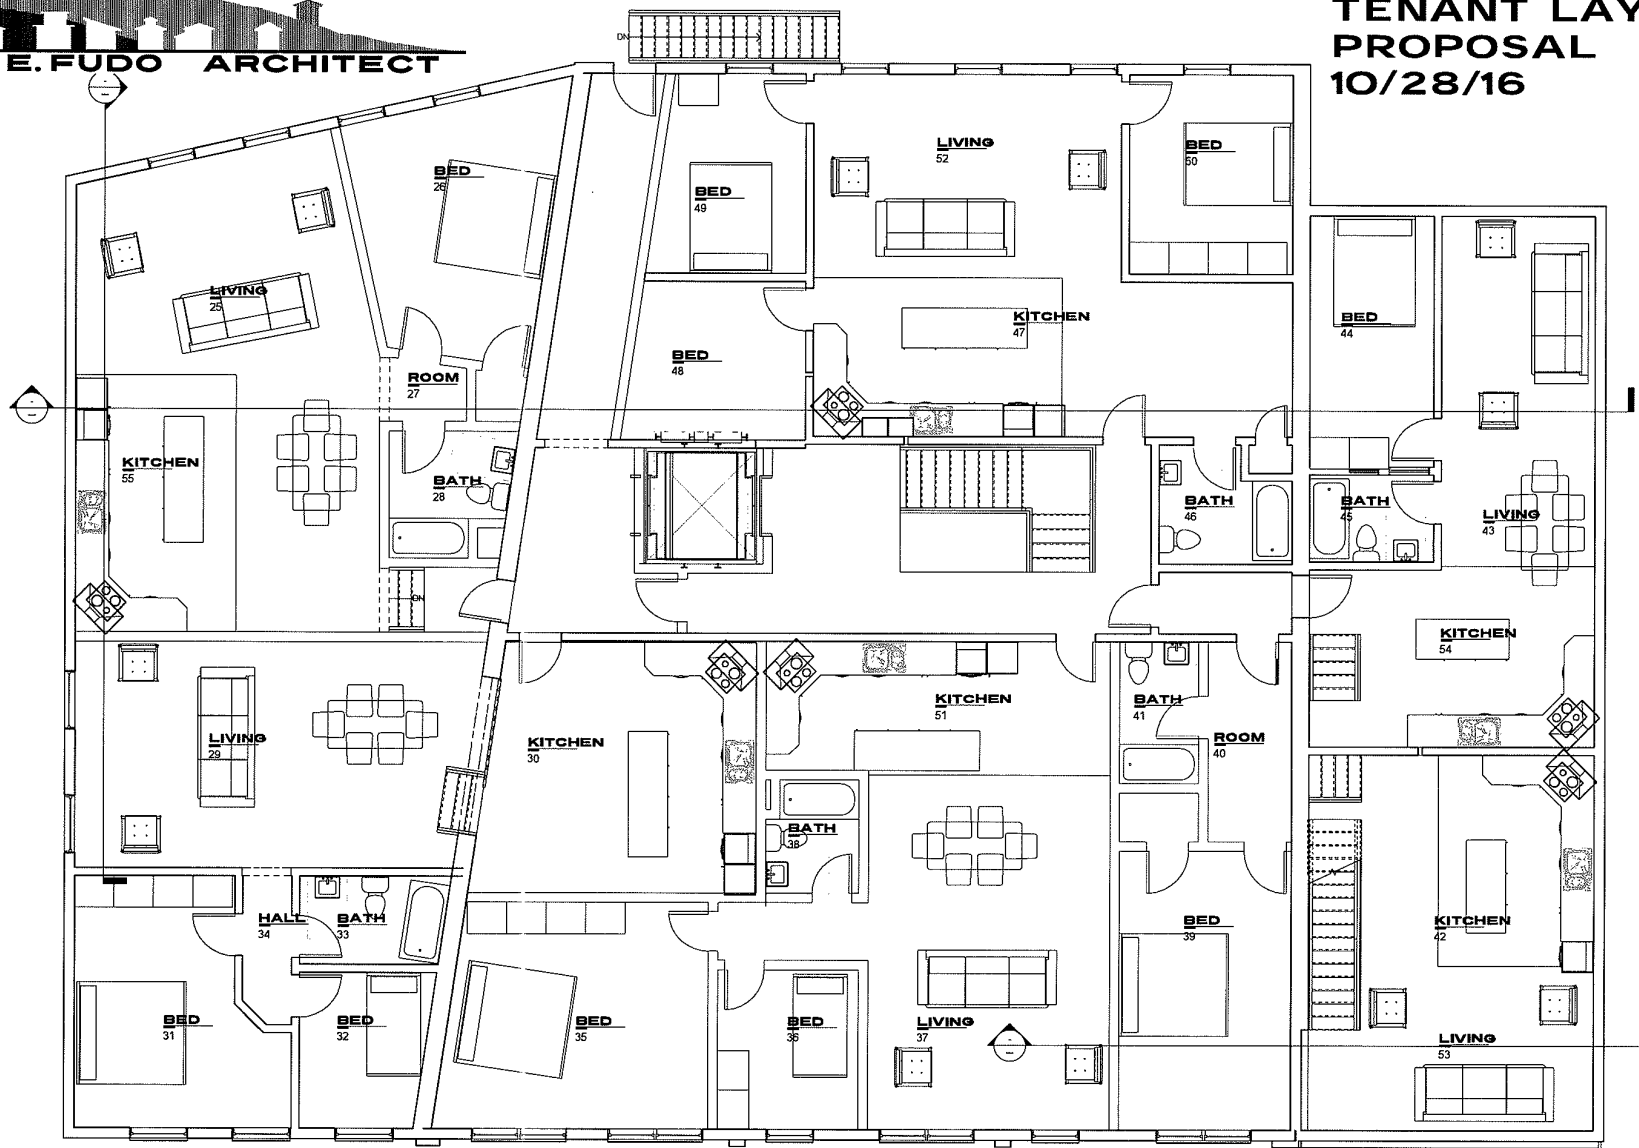 E. FUDO ARCHITECT
TENANT LAY
PROPOSAL
10/28/16
DN
LIVING
52
BED
50
BED
26
BED
49
LIVING
25
KITCHEN
47
BED
44
BED
48
ROOM
27
KITCHEN
55
BATH
28
BATH
46
BATH
45
LIVING
43
DN
KITCHEN
54
KITCHEN
51
BATH
41
ROOM
40
LIVING
29
KITCHEN
30
BATH
38
HALL
34
BATH
33
BED
39
KITCHEN
42
BED
31
BED
32
BED
35
BED
36
LIVING
37
LIVING
53